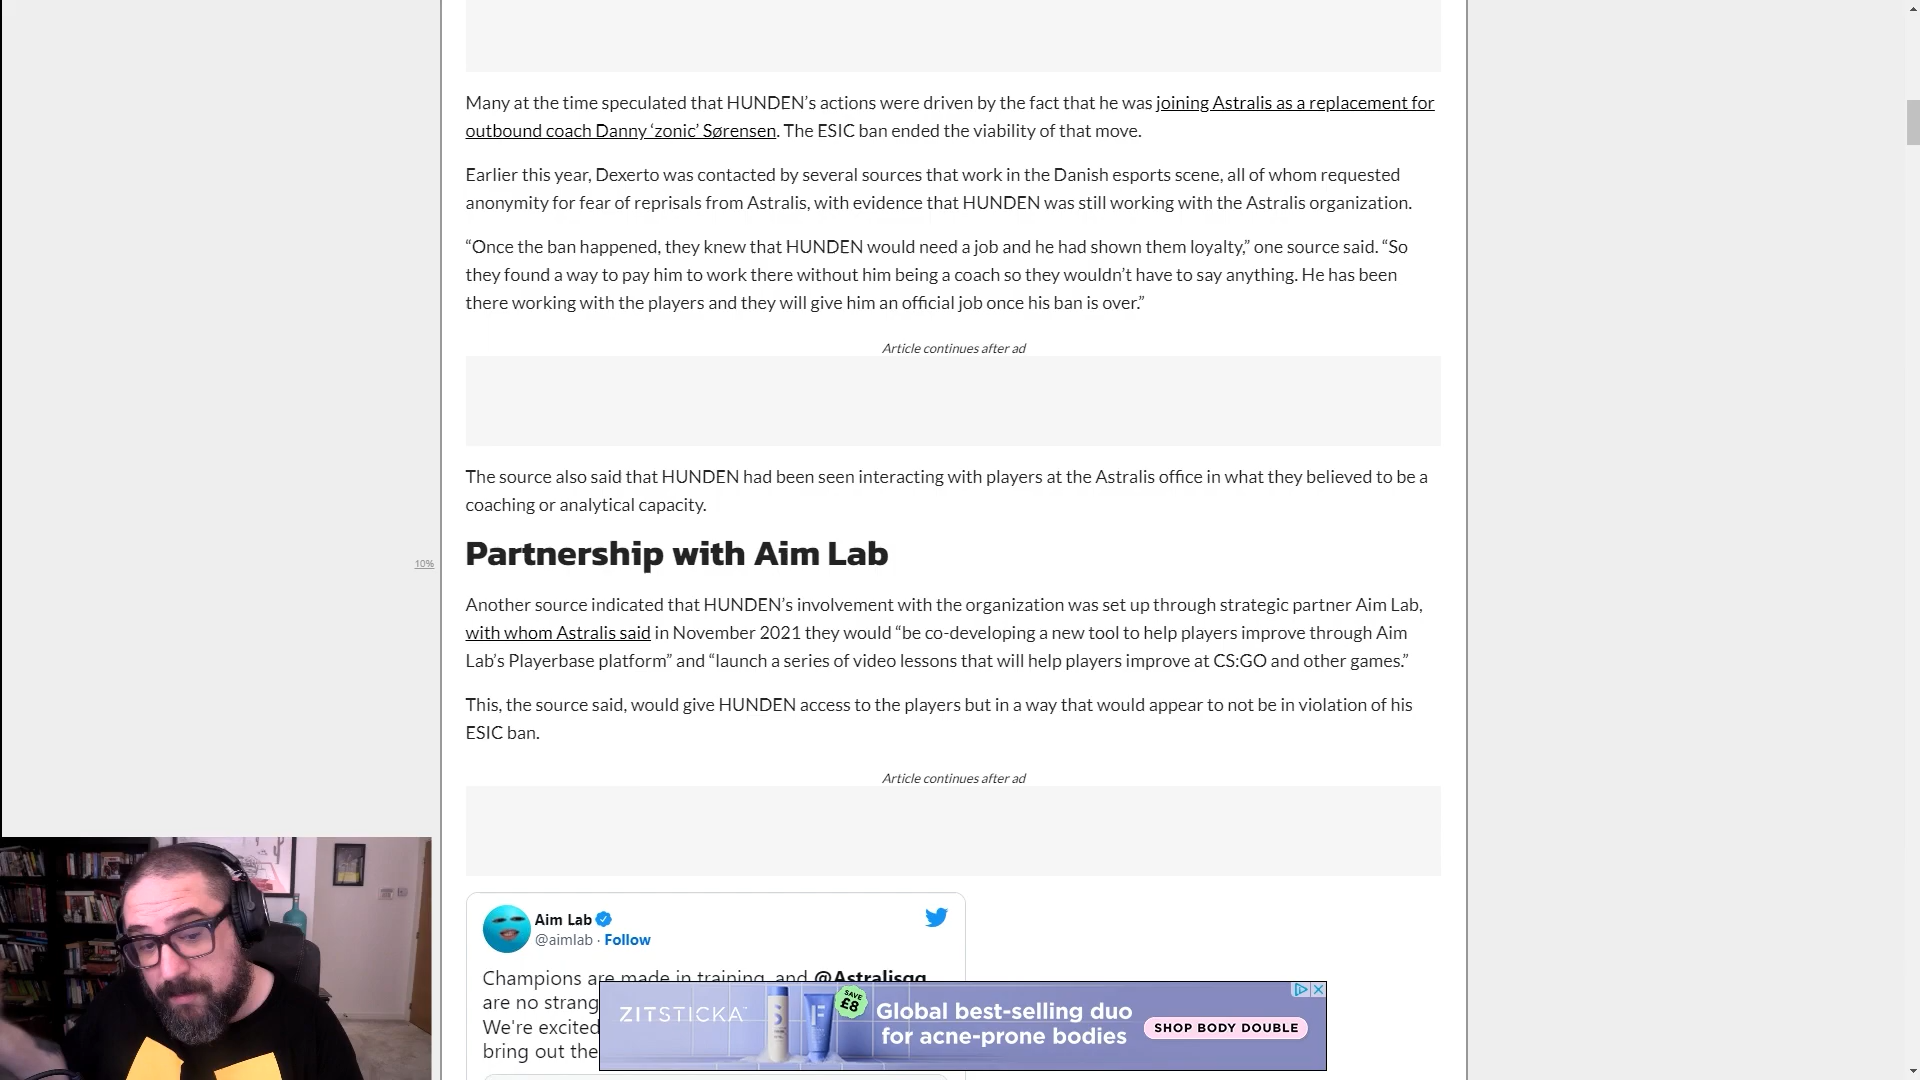 Many at the time speculated that HUNDEN’s actions were driven by the fact that he was joining Astralis as a replacement for
outbound coach Danny ‘zonic’ Sørensen. The ESIC ban ended the viability of that move.
Earlier this year, Dexerto was contacted by several sources that work in the Danish esports scene, all of whom requested
anonymity for fear of reprisals from Astralis, with evidence that HUNDEN was still working with the Astralis organization.
“Once the ban happened, they knew that HUNDEN would need a job and he had shown them loyalty,” one source said. “So
they found a way to pay him to work there without him being a coach so they wouldn’t have to say anything. He has been
there working with the players and they will give him an official job once his ban is over.”
Article continues after ad
The source also said that HUNDEN had been seen interacting with players at the Astralis office in what they believed to be a
coaching or analytical capacity.
10%
Partnership with Aim Lab
Another source indicated that HUNDEN’s involvement with the organization was set up through strategic partner Aim Lab,
with whom Astralis said in November 2021 they would “be co-developing a new tool to help players improve through Aim
Lab’s Playerbase platform” and “launch a series of video lessons that will help players improve at CS:GO and other games.”
This, the source said, would give HUNDEN access to the players but in a way that would appear to not be in violation of his
ESIC ban.
Article continues after ad
Aim Lab
@aimlab · Follow
Champions are made in training, and @Astralisgg
are no strang
We're excited
bring out the
ZITSTICKA
SAVE
£8
Global best-selling duo
for acne-prone bodies
SHOP BODY DOUBLE